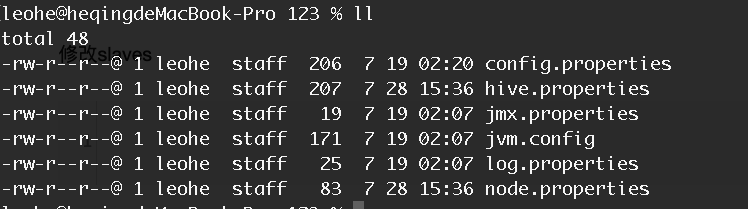 [leohe@heqingdeMacBook-Pro 123 % ll
total 48
修改slaves
-rw-r--r--@ 1 leohe  staff  206  7 19 02:20 config.properties
-rw-r--r--@ 1 leohe  staff  207  7 28 15:36 hive.properties
-rw-r--r--@ 1 leohe  staff   19  7 19 02:07 jmx.properties
-rw-r--r--@ 1 leohe  staff  171  7 19 02:07 jvm.config
-rw-r--r--@ 1 leohe  staff   25  7 19 02:07 log.properties
-rw-r--r--@ 1 leohe  staff   83  7 28 15:36 node.properties
leohe@heqingdeMacBook-Pro 123 %